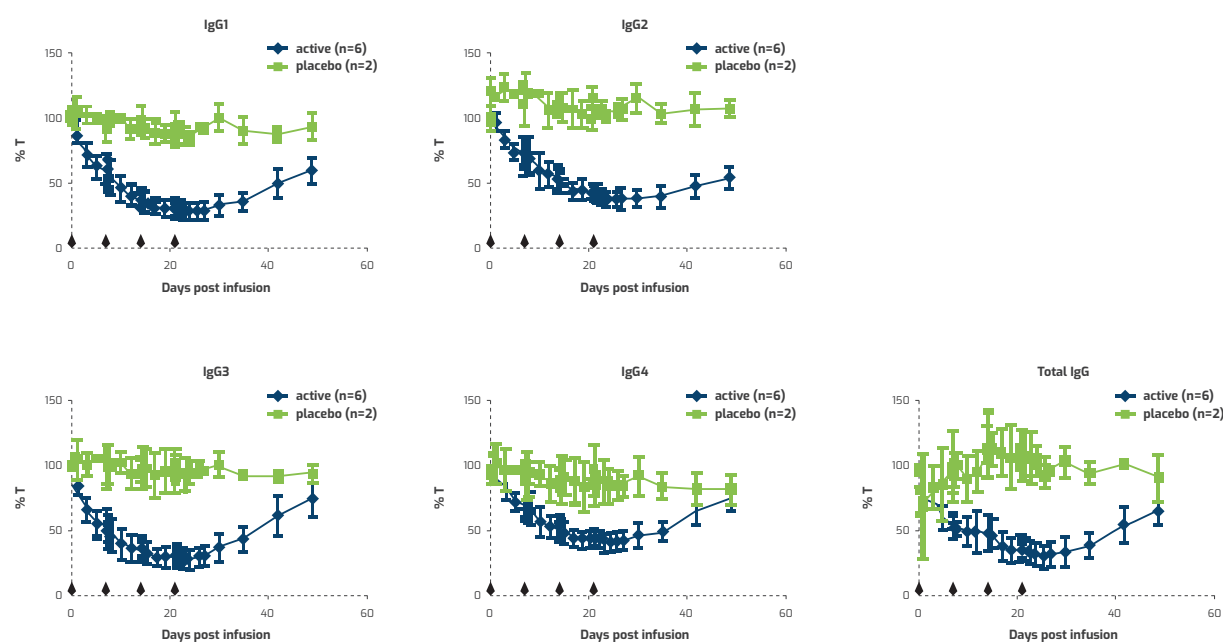 IgG1
150
100
50
0
% T
active (n=6)
placebo (n=2)
0 20 40 60
Days post infusion
IgG2
150
100
50
0
% T
active (n=6)
placebo (n=2)
0 20 40 60
Days post infusion
IgG3
150
100
50
0
% T
active (n=6)
placebo (n=2)
0 20 40 60
Days post infusion
IgG4
150
100
50
0
% T
active (n=6)
placebo (n=2)
0 20 40 60
Days post infusion
Total IgG
150
100
50
0
% T
active (n=6)
placebo (n=2)
0 20 40 60
Days post infusion